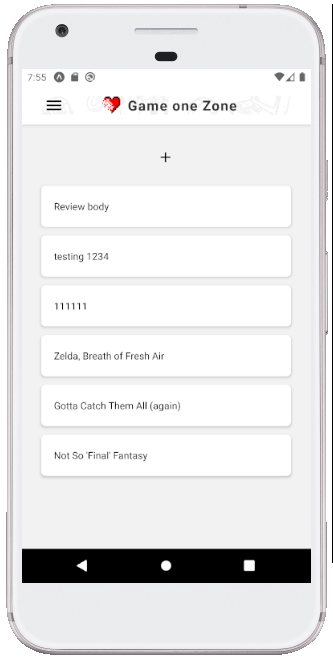 7:55
Game one Zone
+
Review body
testing 1234
111111
Zelda, Breath of Fresh Air
Gotta Catch Them All (again)
Not So 'Final' Fantasy